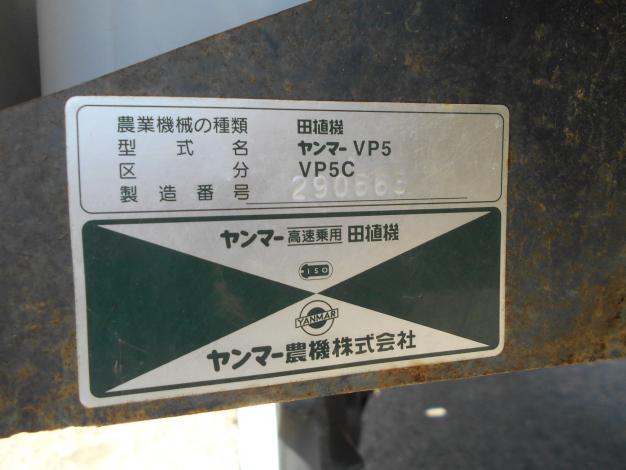 農業機械の種類 田植機
型式名 ヤンマー VP5
区分 VP5C
製造番号
ヤンマー 高速乗用 田植機
ISO
YANMAR
ヤンマー農機株式会社